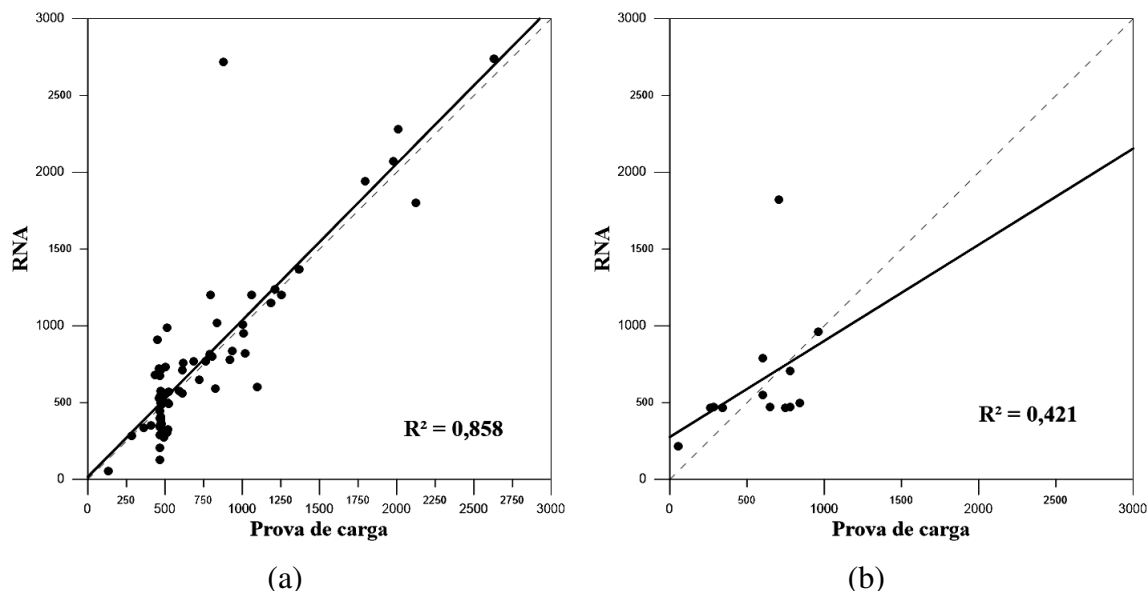 3000
2500
2000
1500
1000
500
0
RNA
R² = 0,858
0 250 500 750 1000 1250 1500 1750 2000 2250 2500 2750 3000
Prova de carga
(a)
3000
2500
2000
1500
1000
500
0
RNA
R² = 0,421
0 500 1000 1500 2000 2500 3000
Prova de carga
(b)